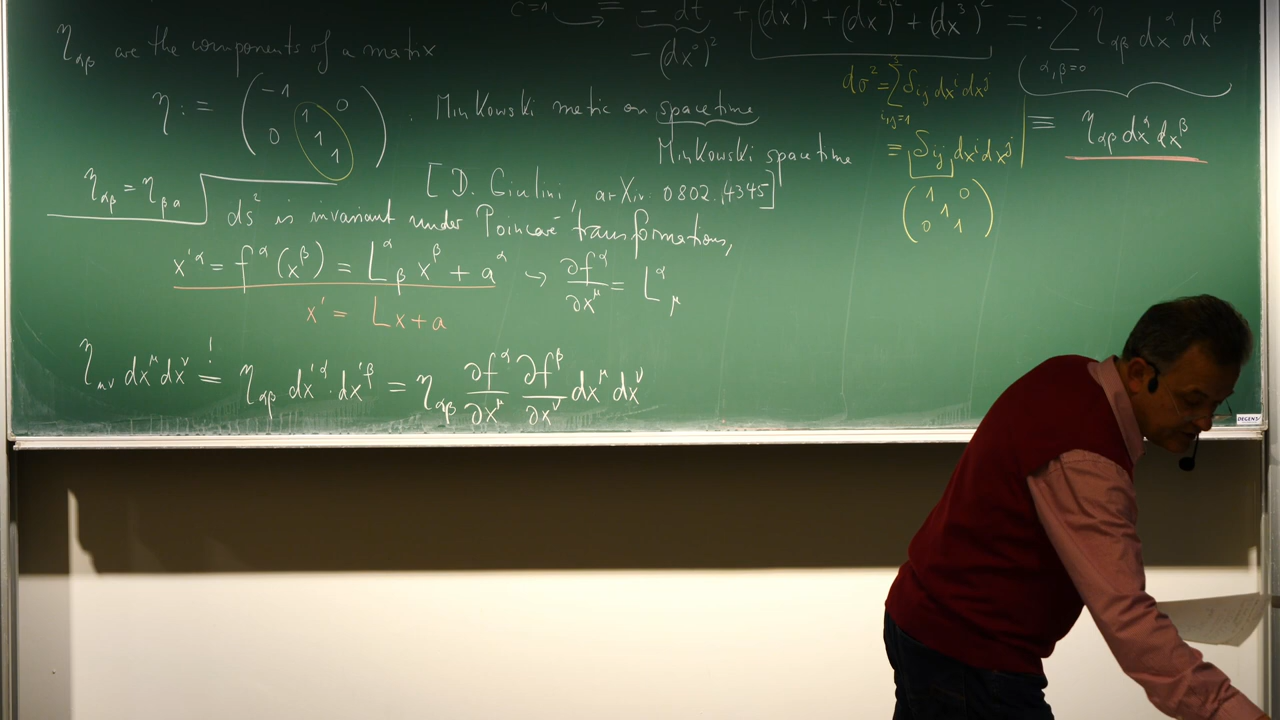 c=1 → = − dt² + (dx¹)² + (dx²)² + (dx³)² =: ∑ η_αβ dx^α dx^β
− (dx⁰)²
α,β=0
η_αβ are the components of a matrix
dσ² = ∑ δ_ij dx^i dx^j
3
i,j=1
η := ( −1 0 1 0 1 1 ) . Minkowski metric on spacetime
≡ η_αβ dx^α dx^β
Minkowski spacetime
≡ δ_ij dx^i dx^j
η_αβ = η_βα
[D. Giulini, arXiv: 0802.4345]
( 1 0 1 0 1 )
ds² is invariant under Poincaré transformations,
x'^α = f^α(x^β) = L^α_β x^β + a^α → ∂f^α/∂x^μ = L^α_μ
x' = Lx + a
η_μν dx^μ dx^ν =! η_αβ dx'^α · dx'^β = η_αβ ∂f^α/∂x^μ ∂f^β/∂x^ν dx^μ dx^ν
DEGEN